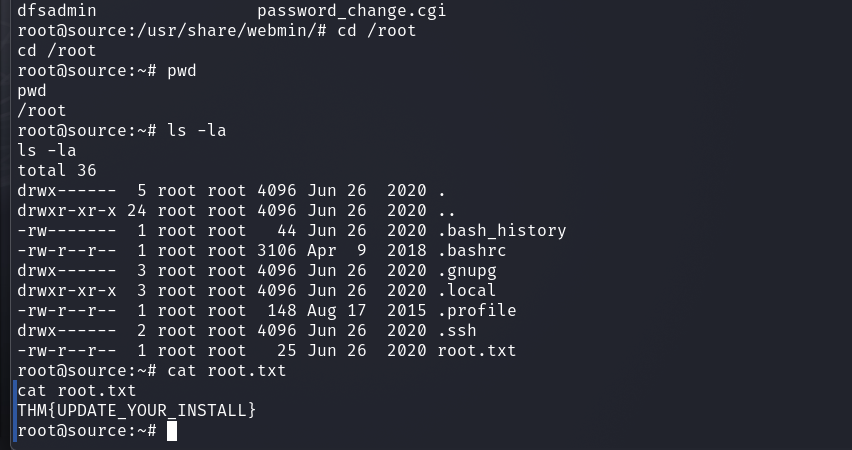 dfsadmin             password_change.cgi
root@source:/usr/share/webmin/# cd /root
cd /root
root@source:~# pwd
pwd
/root
root@source:~# ls -la
ls -la
total 36
drwx------  5 root root 4096 Jun 26  2020 .
drwxr-xr-x 24 root root 4096 Jun 26  2020 ..
-rw-------  1 root root   44 Jun 26  2020 .bash_history
-rw-r--r--  1 root root 3106 Apr  9  2018 .bashrc
drwx------  3 root root 4096 Jun 26  2020 .gnupg
drwxr-xr-x  3 root root 4096 Jun 26  2020 .local
-rw-r--r--  1 root root  148 Aug 17  2015 .profile
drwx------  2 root root 4096 Jun 26  2020 .ssh
-rw-r--r--  1 root root   25 Jun 26  2020 root.txt
root@source:~# cat root.txt
cat root.txt
THM{UPDATE_YOUR_INSTALL}
root@source:~#